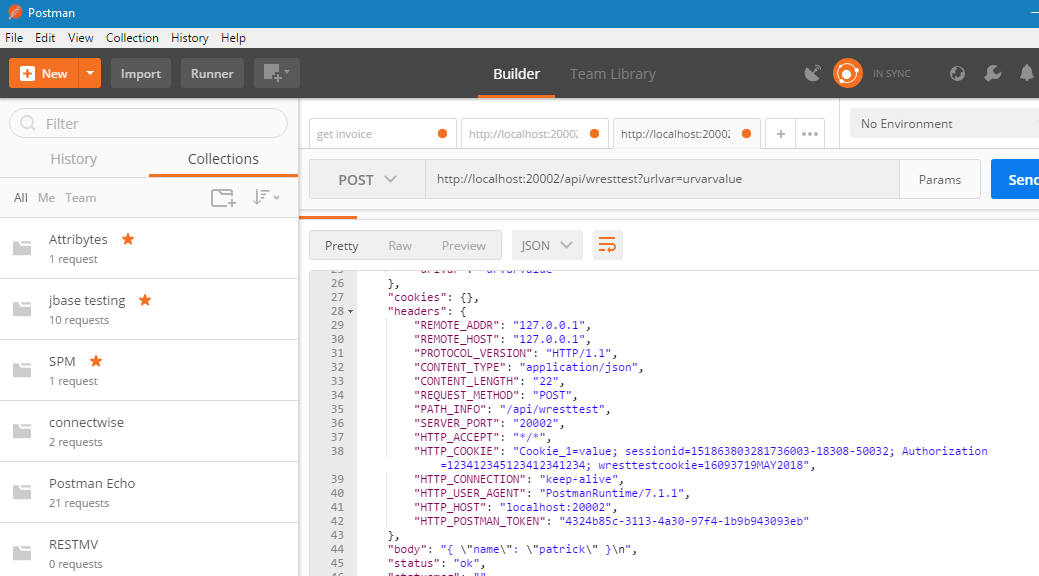 Postman
File Edit View Collection History Help
New Import Runner Builder Team Library IN SYNC
Filter
History Collections
All Me Team
Attribytes
1 request
jbase testing
10 requests
SPM
1 request
connectwise
2 requests
Postman Echo
21 requests
RESTMV
0 requests
get invoice http://localhost:2000 http://localhost:2000 + ••• No Environment
POST http://localhost:20002/api/wresttest?urlvar=urvarvalue Params Send
Pretty Raw Preview JSON
26 },
27 "cookies": {},
28 "headers": {
29 "REMOTE_ADDR": "127.0.0.1",
30 "REMOTE_HOST": "127.0.0.1",
31 "PROTOCOL_VERSION": "HTTP/1.1",
32 "CONTENT_TYPE": "application/json",
33 "CONTENT_LENGTH": "22",
34 "REQUEST_METHOD": "POST",
35 "PATH_INFO": "/api/wresttest",
36 "SERVER_PORT": "20002",
37 "HTTP_ACCEPT": "*/*",
38 "HTTP_COOKIE": "Cookie_1=value; sessionid=151863803281736003-18308-50032; Authorization
=123412345123412341234; wresttestcookie=16093719MAY2018",
39 "HTTP_CONNECTION": "keep-alive",
40 "HTTP_USER_AGENT": "PostmanRuntime/7.1.1",
41 "HTTP_HOST": "localhost:20002",
42 "HTTP_POSTMAN_TOKEN": "4324b85c-3113-4a30-97f4-1b9b943093eb"
43 },
44 "body": "{ \"name\": \"patrick\" }\n",
45 "status": "ok",